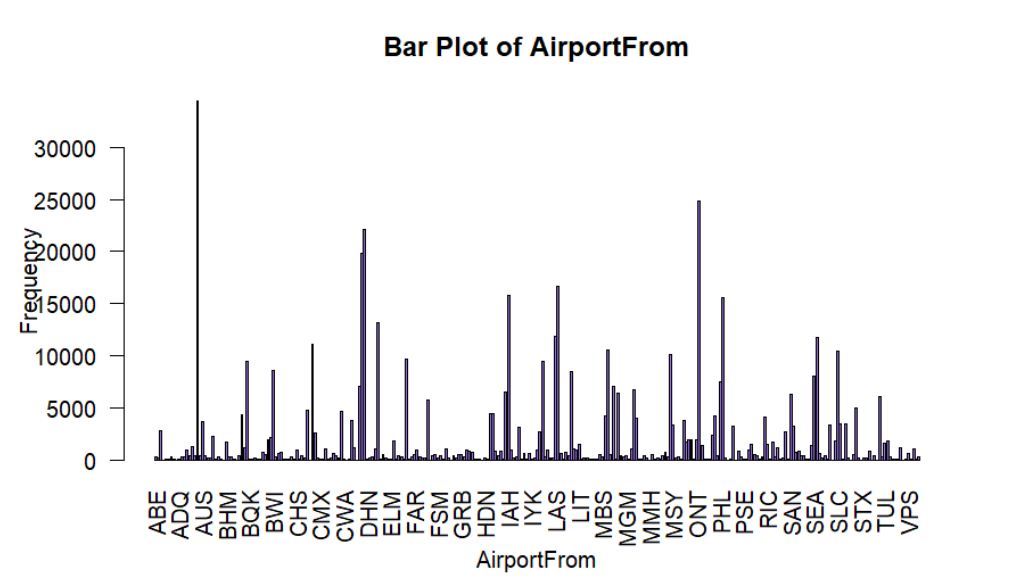 Bar Plot of AirportFrom
30000
25000
20000
15000
10000
5000
0
Frequency
ABE ADQ AUS BHM BQK BWI CHS CMX CWA DHN ELM FAR FSM GRB HDN IAH IYK LAS LIT MBS MGM MMH MSY ONT PHL PSE RIC SAN SEA SLC STX TUL VPS
AirportFrom